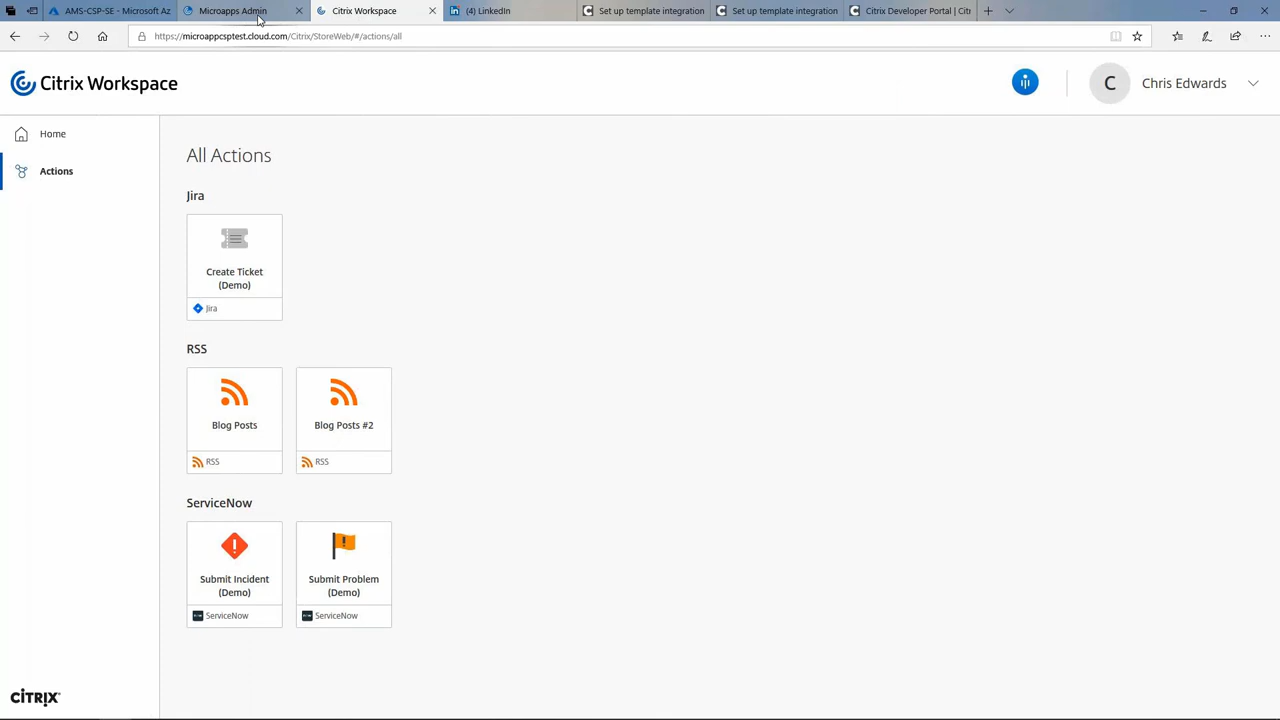 AMS-CSP-SE - Microsoft Az
Microapps Admin
Citrix Workspace
(4) LinkedIn
Set up template integration
Set up template integration
Citrix Developer Portal | Citr
https://microappcsptest.cloud.com/Citrix/StoreWeb/#/actions/all
Citrix Workspace
C
Chris Edwards
Home
Actions
All Actions
Jira
Create Ticket
(Demo)
Jira
RSS
Blog Posts
Blog Posts #2
RSS
RSS
ServiceNow
Submit Incident
(Demo)
Submit Problem
(Demo)
ServiceNow
ServiceNow
CITRIX